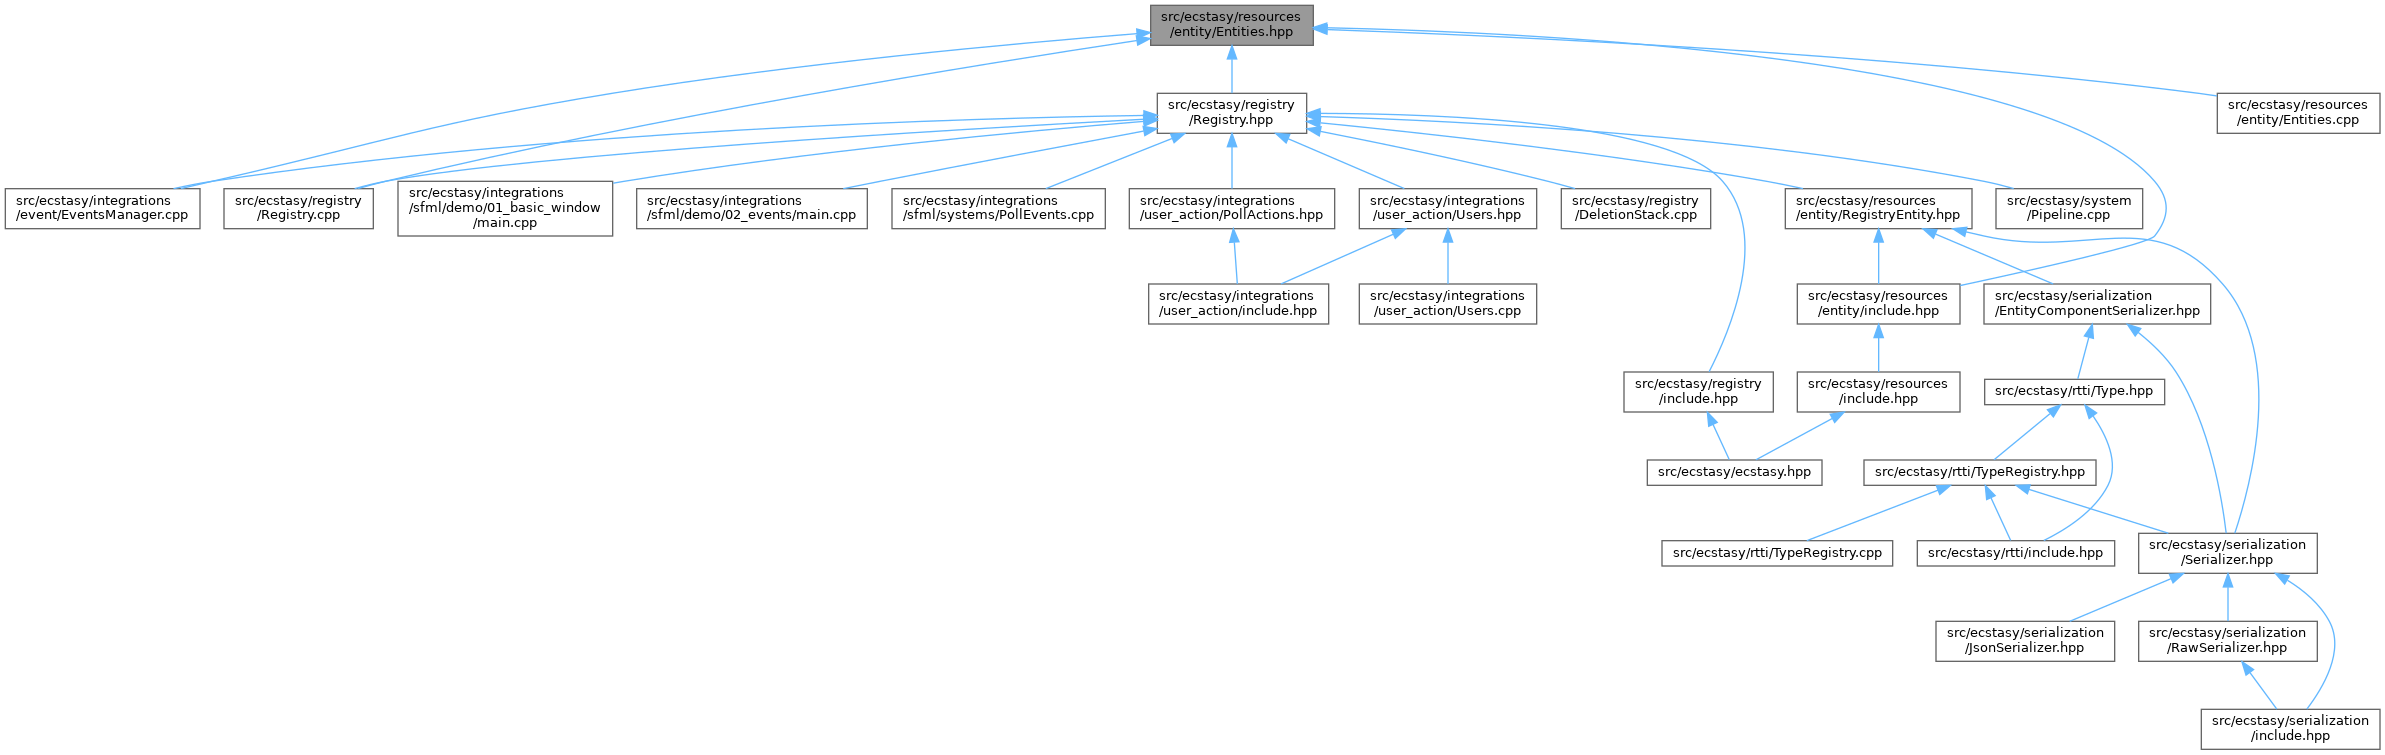 src/ecstasy/resources
/entity/Entities.hpp
src/ecstasy/registry
/Registry.hpp
src/ecstasy/resources
/entity/Entities.cpp
src/ecstasy/integrations
/event/EventsManager.cpp
src/ecstasy/registry
/Registry.cpp
src/ecstasy/integrations
/sfml/demo/01_basic_window
/main.cpp
src/ecstasy/integrations
/sfml/demo/02_events/main.cpp
src/ecstasy/integrations
/sfml/systems/PollEvents.cpp
src/ecstasy/integrations
/user_action/PollActions.hpp
src/ecstasy/integrations
/user_action/Users.hpp
src/ecstasy/registry
/DeletionStack.cpp
src/ecstasy/resources
/entity/RegistryEntity.hpp
src/ecstasy/system
/Pipeline.cpp
src/ecstasy/integrations
/user_action/include.hpp
src/ecstasy/integrations
/user_action/Users.cpp
src/ecstasy/resources
/entity/include.hpp
src/ecstasy/serialization
/EntityComponentSerializer.hpp
src/ecstasy/registry
/include.hpp
src/ecstasy/resources
/include.hpp
src/ecstasy/rtti/Type.hpp
src/ecstasy/ecstasy.hpp
src/ecstasy/rtti/TypeRegistry.hpp
src/ecstasy/rtti/TypeRegistry.cpp
src/ecstasy/rtti/include.hpp
src/ecstasy/serialization
/Serializer.hpp
src/ecstasy/serialization
/JsonSerializer.hpp
src/ecstasy/serialization
/RawSerializer.hpp
src/ecstasy/serialization
/include.hpp